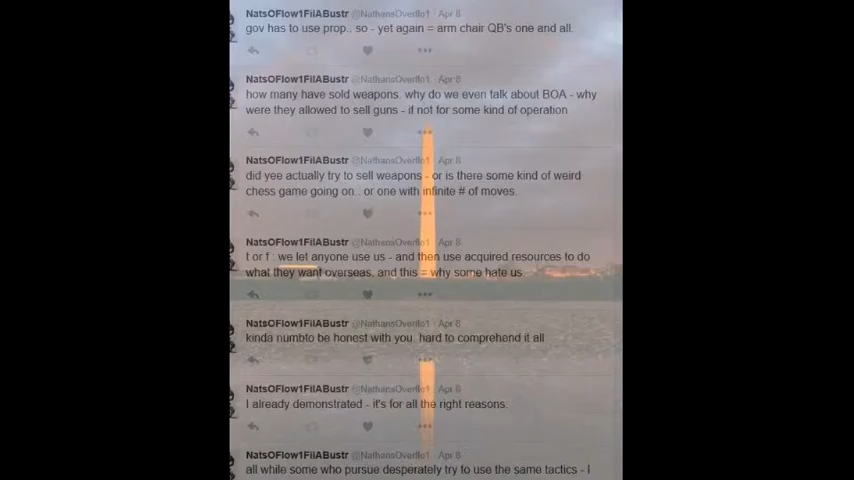 NatsOFlow1FilABustr @NathansOverflo1 · Apr 8
gov has to use prop., so - yet again = arm chair QB's one and all.
NatsOFlow1FilABustr @NathansOverflo1 · Apr 8
how many have sold weapons. why do we even talk about BOA - why
were they allowed to sell guns - if not for some kind of operation
NatsOFlow1FilABustr @NathansOverflo1 · Apr 8
did yee actually try to sell weapons - or is there some kind of weird
chess game going on.. or one with infinite # of moves.
NatsOFlow1FilABustr @NathansOverflo1 · Apr 8
t or f : we let anyone use us - and then use acquired resources to do
what they want overseas, and this = why some hate us.
NatsOFlow1FilABustr @NathansOverflo1 · Apr 8
kinda numbto be honest with you. hard to comprehend it all
NatsOFlow1FilABustr @NathansOverflo1 · Apr 8
I already demonstrated - it's for all the right reasons.
NatsOFlow1FilABustr @NathansOverflo1 · Apr 8
all while some who pursue desperately try to use the same tactics - I